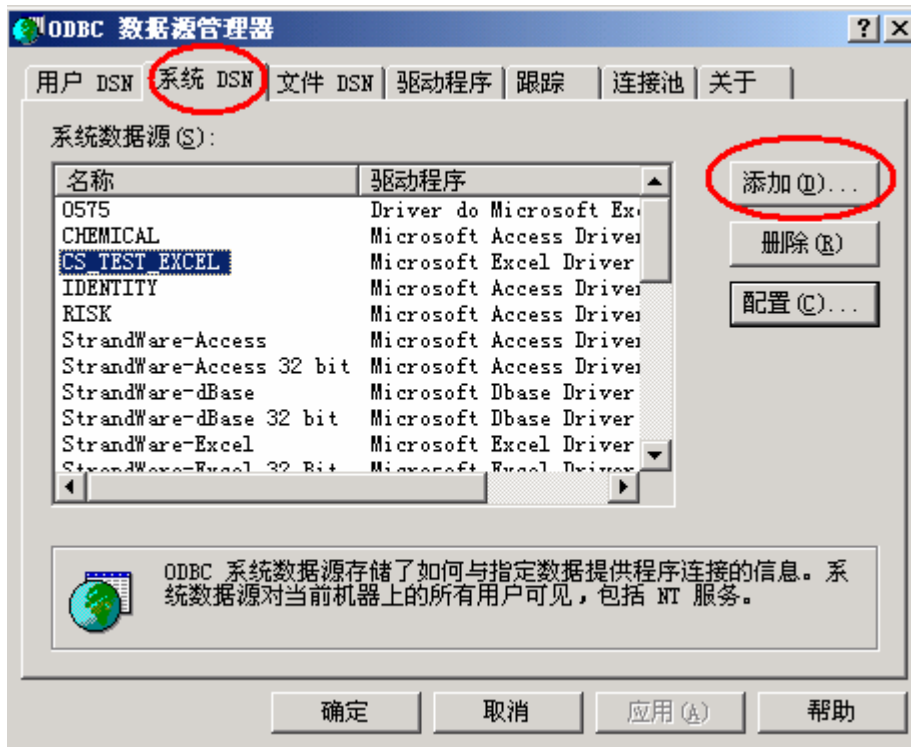 ODBC 数据源管理器
用户 DSN 系统 DSN 文件 DSN 驱动程序 跟踪 连接池 关于
系统数据源(S):
名称 驱动程序
0575 Driver do Microsoft Ex
CHEMICAL Microsoft Access Driver
CS_TEST_EXCEL Microsoft Excel Driver
IDENTITY Microsoft Access Driver
RISK Microsoft Access Driver
StrandWare-Access Microsoft Access Driver
StrandWare-Access 32 bit Microsoft Access Driver
StrandWare-dBase Microsoft Dbase Driver
StrandWare-dBase 32 bit Microsoft Dbase Driver
StrandWare-Excel Microsoft Excel Driver
StrandWare-Excel 32 Bit Microsoft Excel Driver
添加(D)...
删除(R)
配置(C)...
ODBC 系统数据源存储了如何与指定数据提供程序连接的信息。系
统数据源对当前机器上的所有用户可见，包括 NT 服务。
确定 取消 应用(A) 帮助